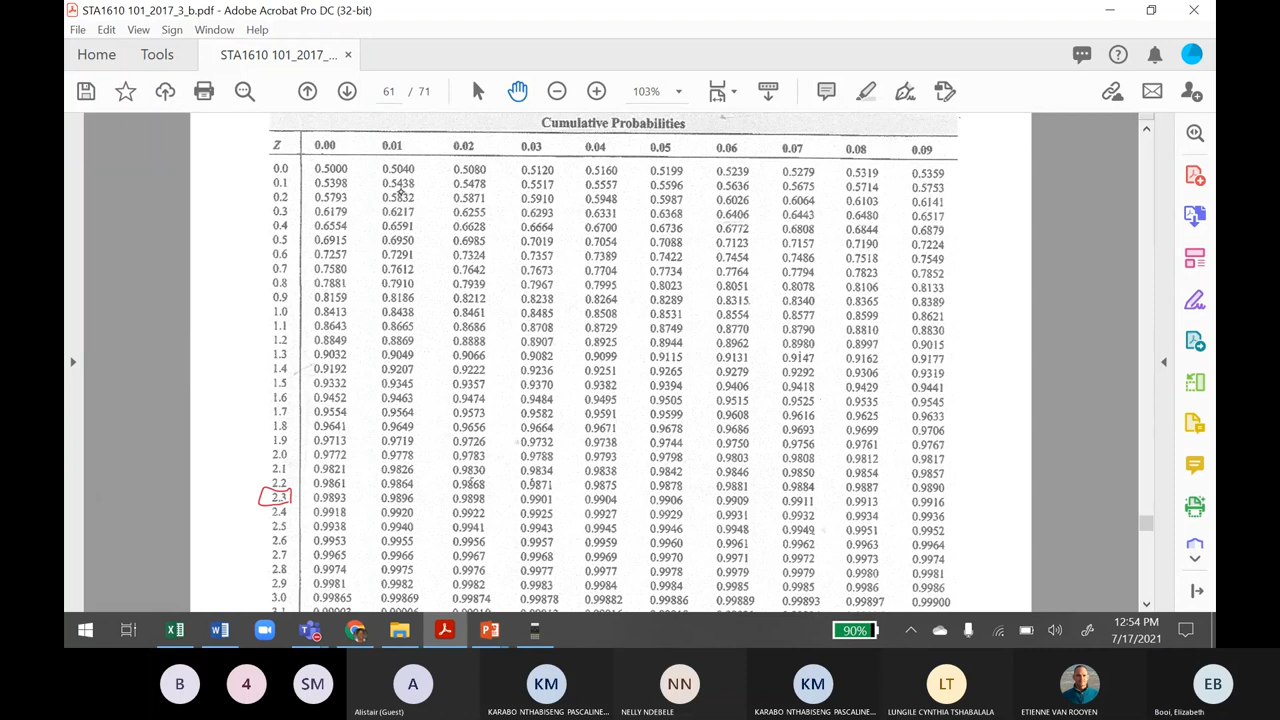 STA1610 101_2017_3_b.pdf - Adobe Acrobat Pro DC (32-bit)
File Edit View Sign Window Help
Home Tools STA1610 101_2017_... ×
61 / 71 103%
Cumulative Probabilities
Z 0.00 0.01 0.02 0.03 0.04 0.05 0.06 0.07 0.08 0.09
0.0 0.5000 0.5040 0.5080 0.5120 0.5160 0.5199 0.5239 0.5279 0.5319 0.5359
0.1 0.5398 0.5438 0.5478 0.5517 0.5557 0.5596 0.5636 0.5675 0.5714 0.5753
0.2 0.5793 0.5832 0.5871 0.5910 0.5948 0.5987 0.6026 0.6064 0.6103 0.6141
0.3 0.6179 0.6217 0.6255 0.6293 0.6331 0.6368 0.6406 0.6443 0.6480 0.6517
0.4 0.6554 0.6591 0.6628 0.6664 0.6700 0.6736 0.6772 0.6808 0.6844 0.6879
0.5 0.6915 0.6950 0.6985 0.7019 0.7054 0.7088 0.7123 0.7157 0.7190 0.7224
0.6 0.7257 0.7291 0.7324 0.7357 0.7389 0.7422 0.7454 0.7486 0.7518 0.7549
0.7 0.7580 0.7612 0.7642 0.7673 0.7704 0.7734 0.7764 0.7794 0.7823 0.7852
0.8 0.7881 0.7910 0.7939 0.7967 0.7995 0.8023 0.8051 0.8078 0.8106 0.8133
0.9 0.8159 0.8186 0.8212 0.8238 0.8264 0.8289 0.8315 0.8340 0.8365 0.8389
1.0 0.8413 0.8438 0.8461 0.8485 0.8508 0.8531 0.8554 0.8577 0.8599 0.8621
1.1 0.8643 0.8665 0.8686 0.8708 0.8729 0.8749 0.8770 0.8790 0.8810 0.8830
1.2 0.8849 0.8869 0.8888 0.8907 0.8925 0.8944 0.8962 0.8980 0.8997 0.9015
1.3 0.9032 0.9049 0.9066 0.9082 0.9099 0.9115 0.9131 0.9147 0.9162 0.9177
1.4 0.9192 0.9207 0.9222 0.9236 0.9251 0.9265 0.9279 0.9292 0.9306 0.9319
1.5 0.9332 0.9345 0.9357 0.9370 0.9382 0.9394 0.9406 0.9418 0.9429 0.9441
1.6 0.9452 0.9463 0.9474 0.9484 0.9495 0.9505 0.9515 0.9525 0.9535 0.9545
1.7 0.9554 0.9564 0.9573 0.9582 0.9591 0.9599 0.9608 0.9616 0.9625 0.9633
1.8 0.9641 0.9649 0.9656 0.9664 0.9671 0.9678 0.9686 0.9693 0.9699 0.9706
1.9 0.9713 0.9719 0.9726 0.9732 0.9738 0.9744 0.9750 0.9756 0.9761 0.9767
2.0 0.9772 0.9778 0.9783 0.9788 0.9793 0.9798 0.9803 0.9808 0.9812 0.9817
2.1 0.9821 0.9826 0.9830 0.9834 0.9838 0.9842 0.9846 0.9850 0.9854 0.9857
2.2 0.9861 0.9864 0.9868 0.9871 0.9875 0.9878 0.9881 0.9884 0.9887 0.9890
2.3 0.9893 0.9896 0.9898 0.9901 0.9904 0.9906 0.9909 0.9911 0.9913 0.9916
2.4 0.9918 0.9920 0.9922 0.9925 0.9927 0.9929 0.9931 0.9932 0.9934 0.9936
2.5 0.9938 0.9940 0.9941 0.9943 0.9945 0.9946 0.9948 0.9949 0.9951 0.9952
2.6 0.9953 0.9955 0.9956 0.9957 0.9959 0.9960 0.9961 0.9962 0.9963 0.9964
2.7 0.9965 0.9966 0.9967 0.9968 0.9969 0.9970 0.9971 0.9972 0.9973 0.9974
2.8 0.9974 0.9975 0.9976 0.9977 0.9977 0.9978 0.9979 0.9979 0.9980 0.9981
2.9 0.9981 0.9982 0.9982 0.9983 0.9984 0.9984 0.9985 0.9985 0.9986 0.9986
3.0 0.99865 0.99869 0.99874 0.99878 0.99882 0.99886 0.99889 0.99893 0.99897 0.99900
90% 12:54 PM
7/17/2021
B 4 SM A KM NN KM LT EB
Alistair (Guest) KARABO NTHABISENG PASCALINE... NELLY NDEBELE KARABO NTHABISENG PASCALINE... LUNGILE CYNTHIA TSHABALALA ETIENNE VAN ROOYEN Booi, Elizabeth